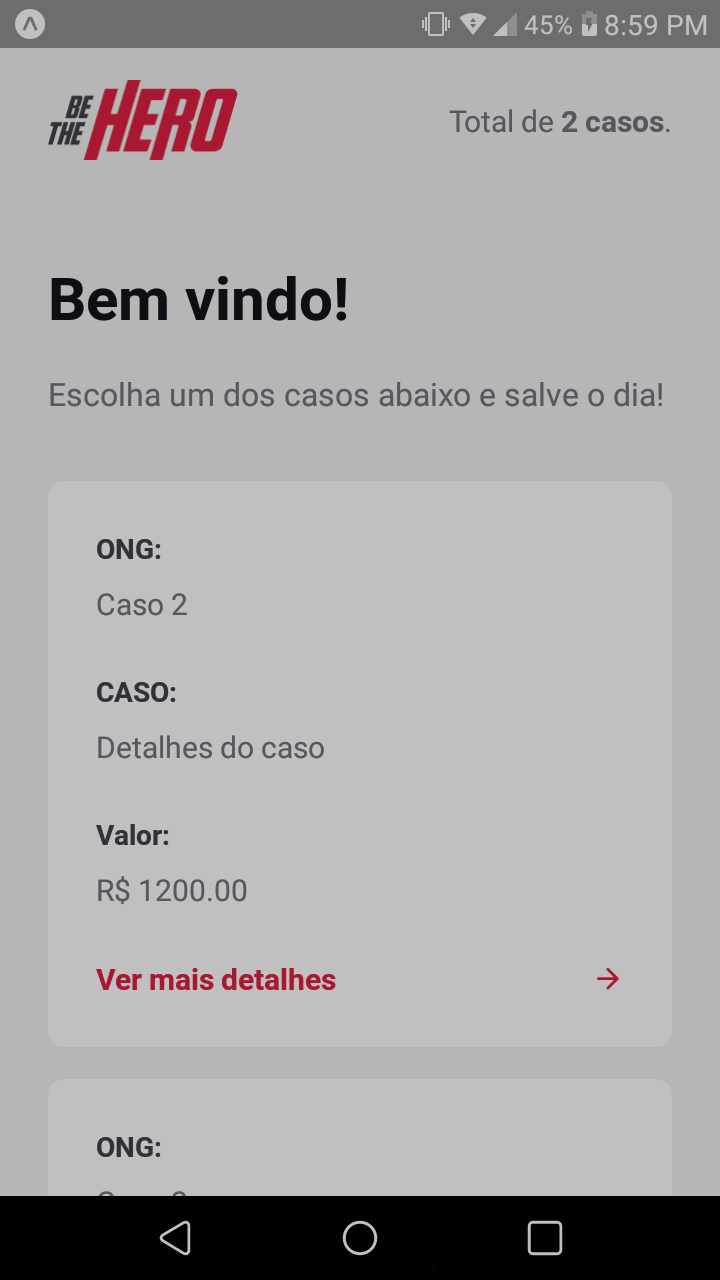 45% 8:59 PM
BE THE HERO
Total de 2 casos.
Bem vindo!
Escolha um dos casos abaixo e salve o dia!
ONG:
Caso 2
CASO:
Detalhes do caso
Valor:
R$ 1200.00
Ver mais detalhes
ONG: